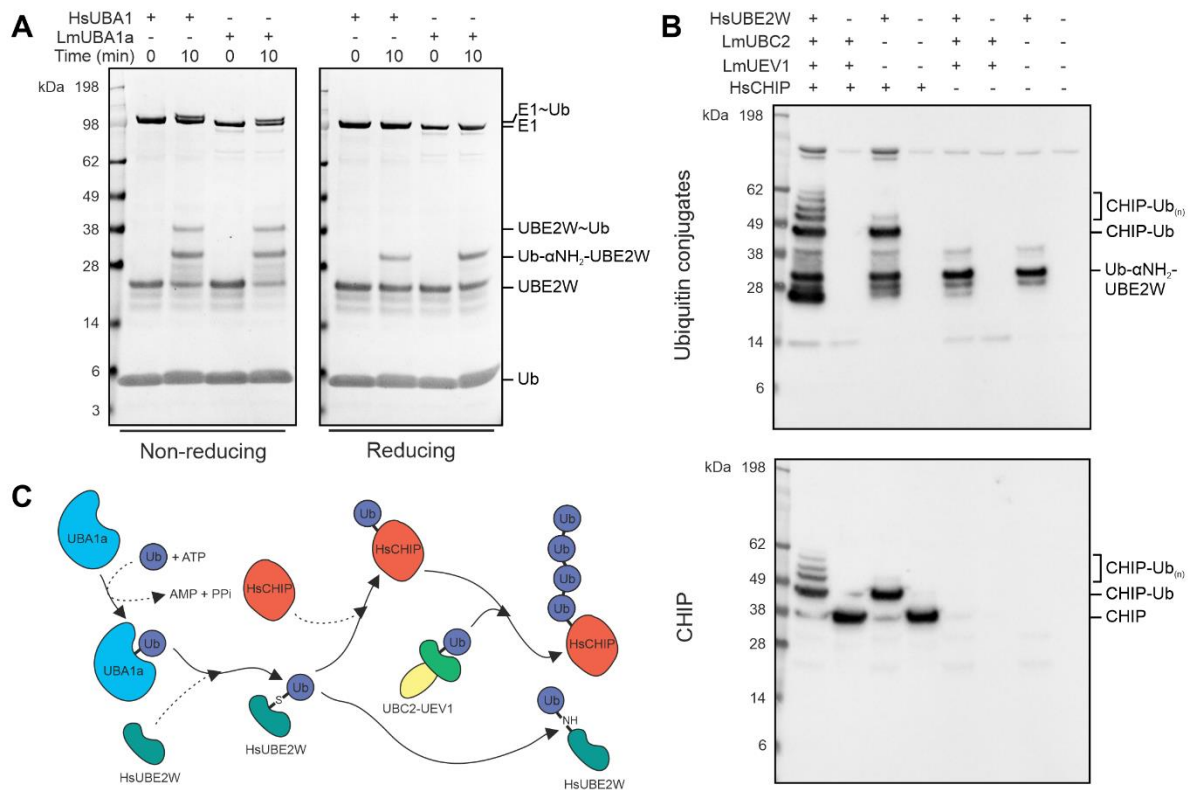 A
HsUBA1 + + - - + + - -
LmUBA1a - - + + - - + +
Time (min) 0 10 0 10 0 10 0 10
kDa
198
98
62
49
38
28
14
6
3
E1~Ub
E1
UBE2W~Ub
Ub-αNH₂-UBE2W
UBE2W
Ub
Non-reducing
Reducing
B
HsUBE2W + - + - + - + -
LmUBC2 + + - - + + - -
LmUEV1 + + - - + + - -
HsCHIP + + + + - - - -
kDa 198
98
62
49
38
28
14
6
Ubiquitin conjugates
CHIP-Ub(n)
CHIP-Ub
Ub-αNH₂-
UBE2W
kDa 198
98
62
49
38
28
14
6
CHIP
CHIP-Ub(n)
CHIP-Ub
CHIP
C
UBA1a
Ub + ATP
AMP + PPi
UBA1a
Ub
HsUBE2W
HsCHIP
Ub
S
HsUBE2W
Ub
HsCHIP
Ub
UBC2-UEV1
Ub
Ub
Ub
Ub
HsCHIP
Ub
NH
HsUBE2W